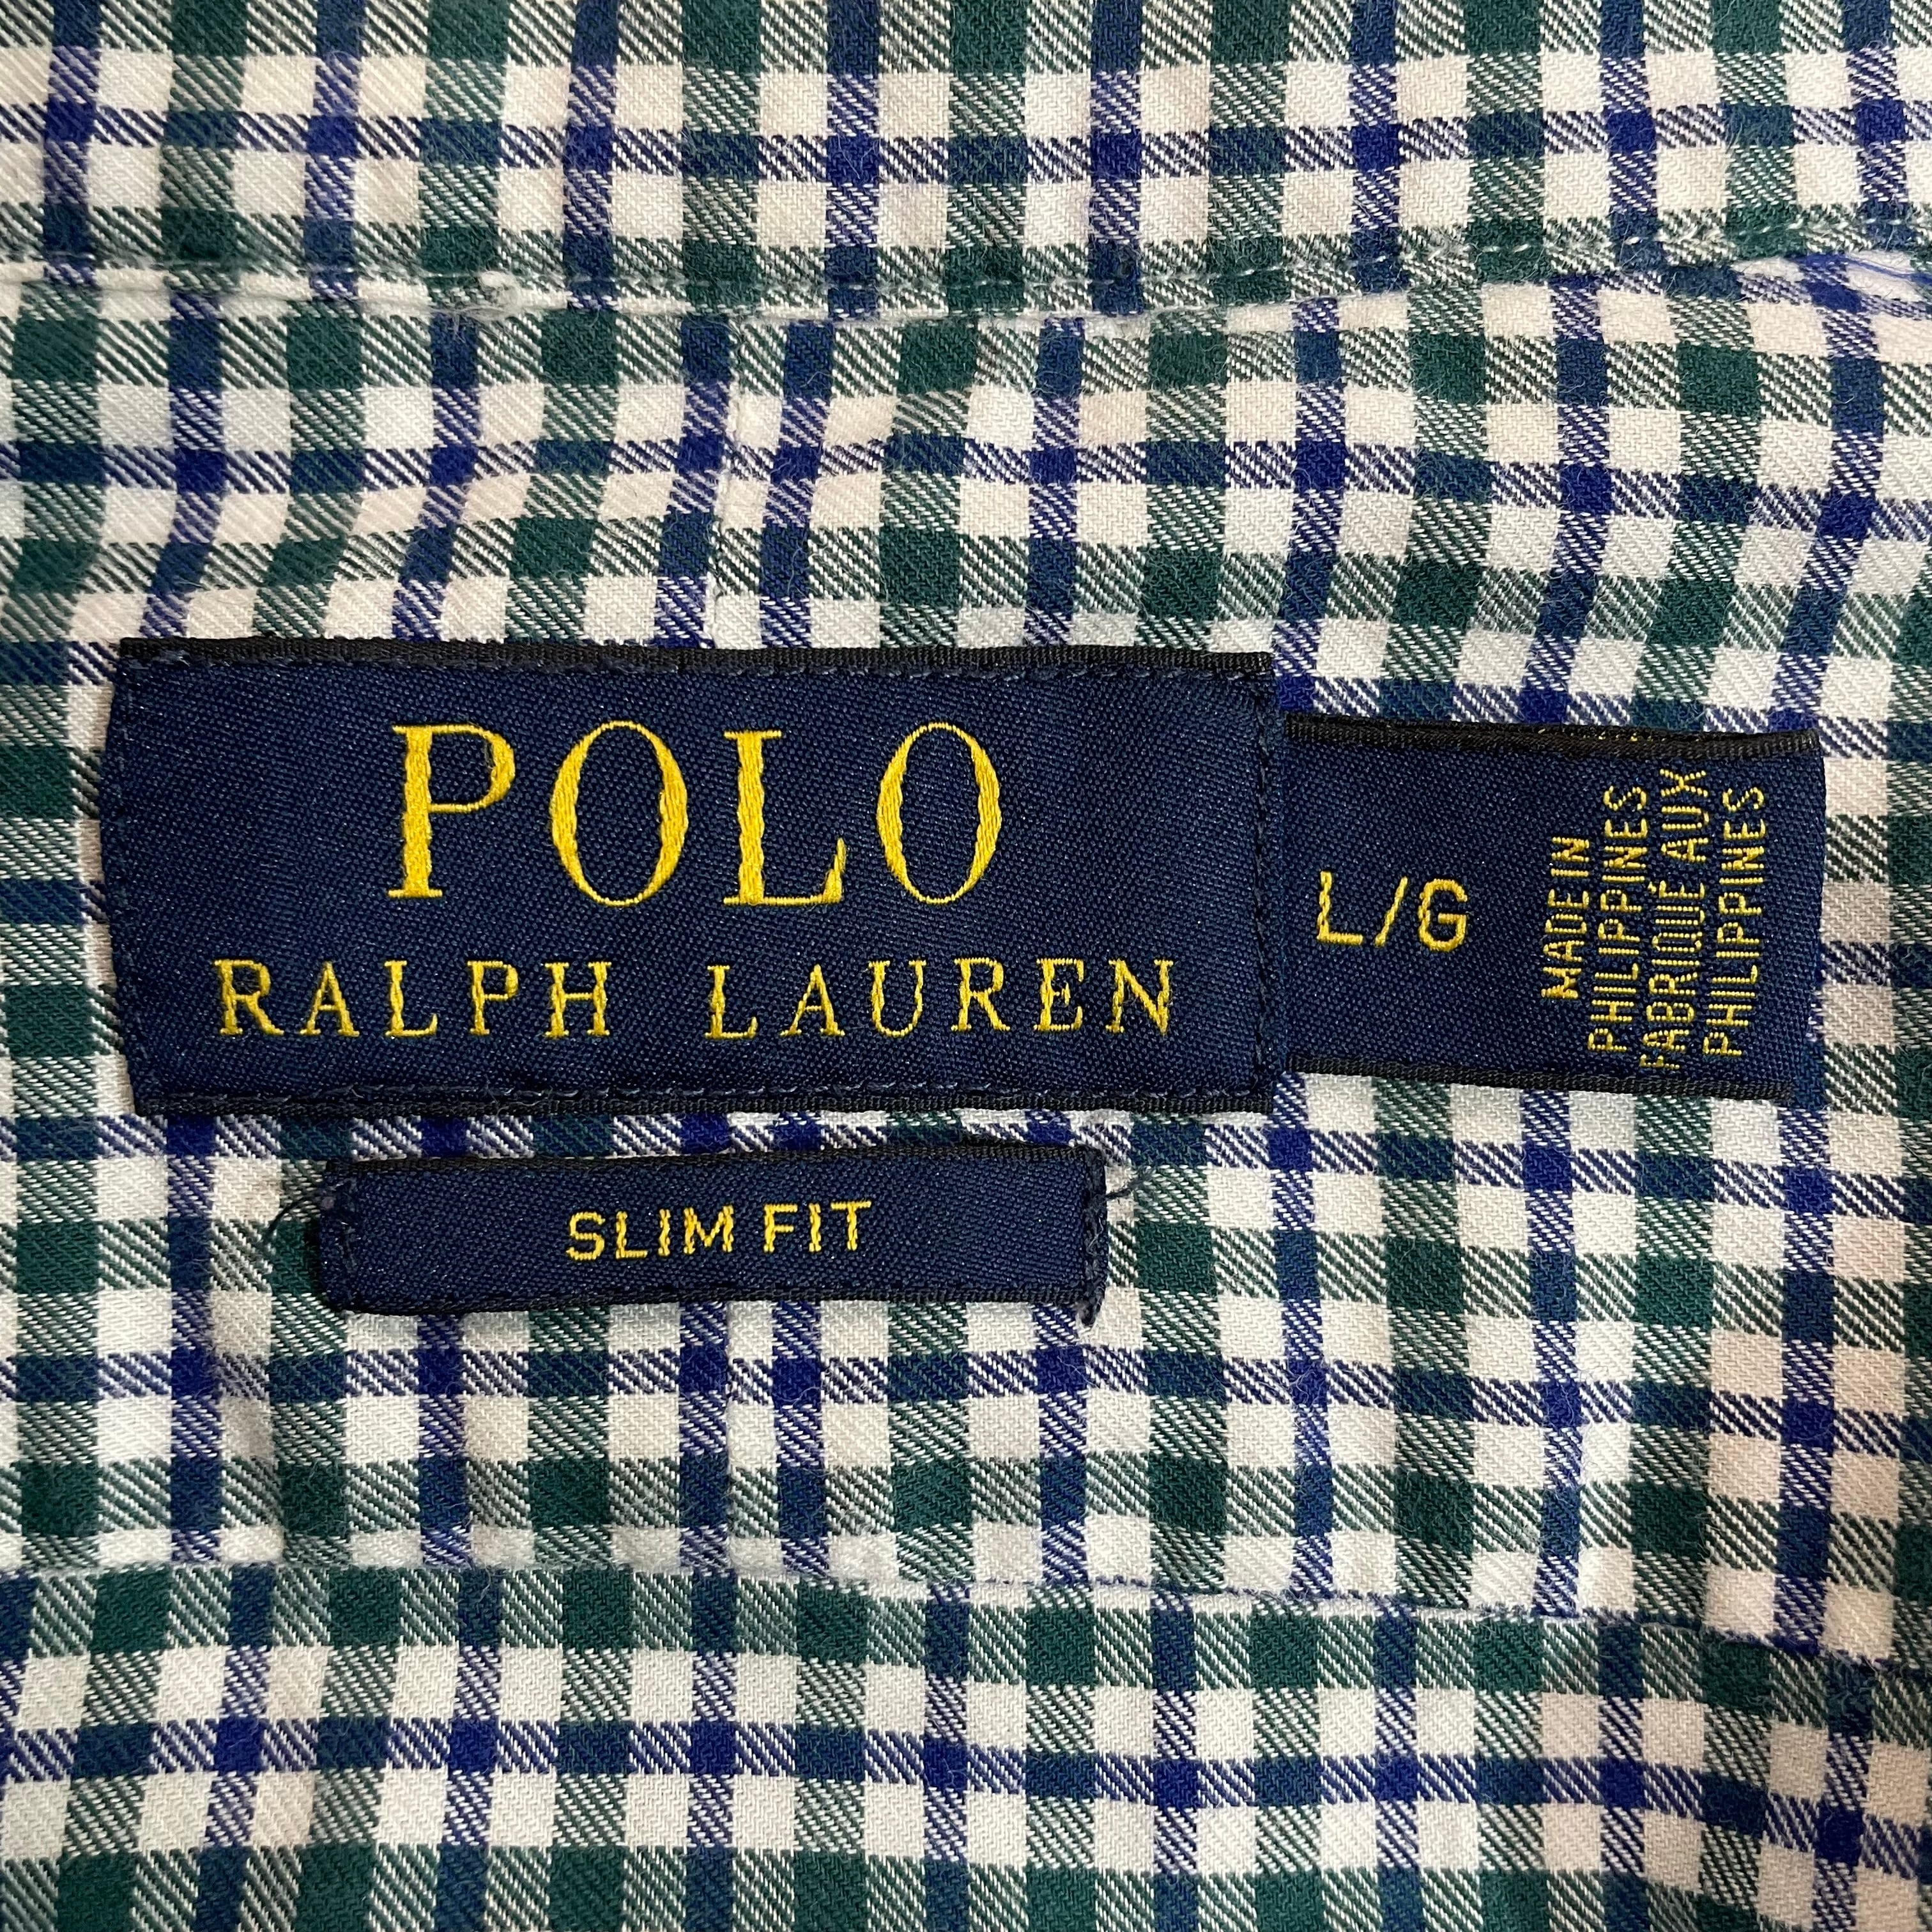 POLO
RALPH LAUREN
L/G
MADE IN
PHILIPPINES
FABRIQUÉ AUX
PHILIPPINES
SLIM FIT